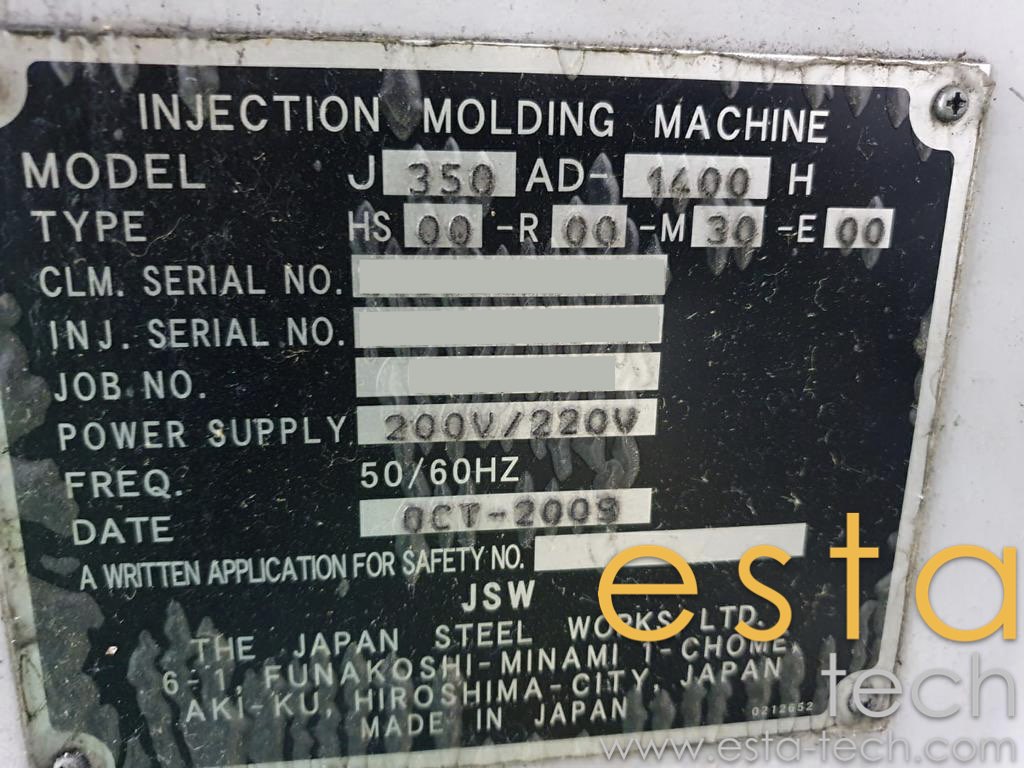 INJECTION MOLDING MACHINE
MODEL J 350 AD- 1400 H
TYPE HS 00 -R 00 -M 30 -E 00
CLM. SERIAL NO.
INJ. SERIAL NO.
JOB NO.
POWER SUPPLY 200V/220V
FREQ. 50/60HZ
DATE OCT-2009
A WRITTEN APPLICATION FOR SAFETY NO.
JSW
THE JAPAN STEEL WORKS, LTD.
6-1, FUNAKOSHI-MINAMI 1-CHOME,
AKI-KU, HIROSHIMA-CITY, JAPAN
MADE IN JAPAN
0212652
esta
tech
www.esta-tech.com